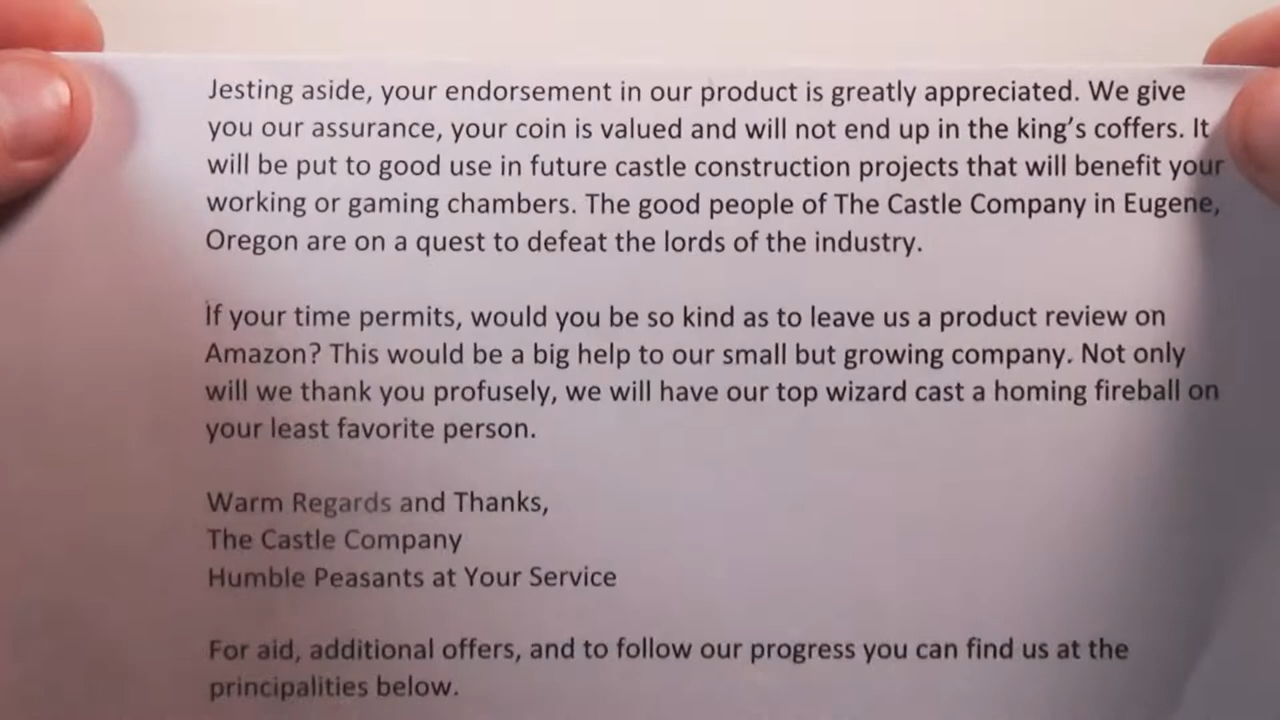 Jesting aside, your endorsement in our product is greatly appreciated. We give
you our assurance, your coin is valued and will not end up in the king's coffers. It
will be put to good use in future castle construction projects that will benefit your
working or gaming chambers. The good people of The Castle Company in Eugene,
Oregon are on a quest to defeat the lords of the industry.
If your time permits, would you be so kind as to leave us a product review on
Amazon? This would be a big help to our small but growing company. Not only
will we thank you profusely, we will have our top wizard cast a homing fireball on
your least favorite person.
Warm Regards and Thanks,
The Castle Company
Humble Peasants at Your Service
For aid, additional offers, and to follow our progress you can find us at the
principalities below.